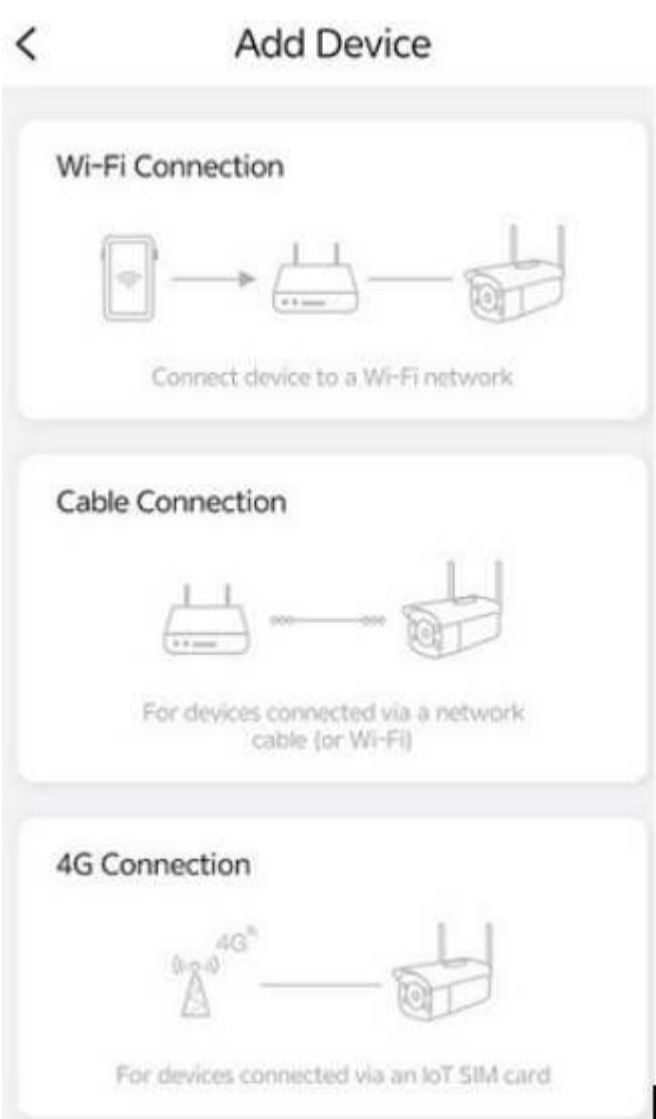 Add Device
Wi-Fi Connection
Connect device to a Wi-Fi network
Cable Connection
For devices connected via a network
cable (or Wi-Fi)
4G Connection
4G
For devices connected via an IoT SIM card